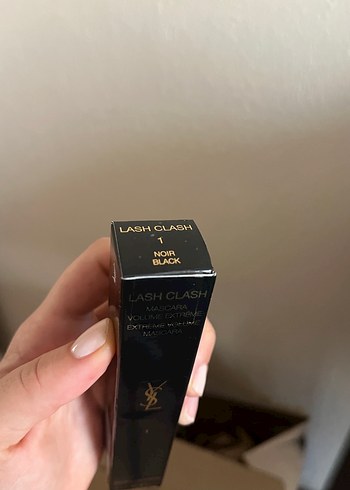 LASH CLASH
1
NOIR
BLACK
LASH CLASH
MASCARA
VOLUME EXTRÊME
EXTREME VOLUME
MASCARA
YSL